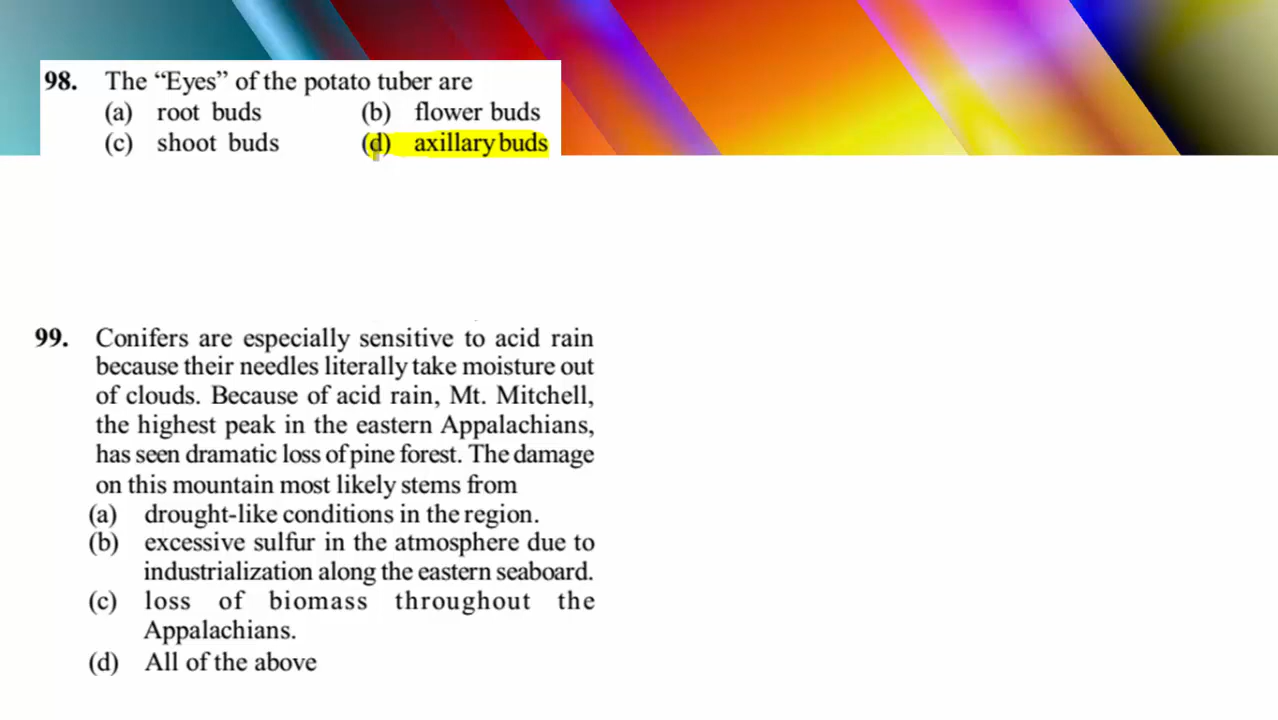 98. The “Eyes” of the potato tuber are
(a) root buds (b) flower buds
(c) shoot buds (d) axillary buds
99. Conifers are especially sensitive to acid rain
because their needles literally take moisture out
of clouds. Because of acid rain, Mt. Mitchell,
the highest peak in the eastern Appalachians,
has seen dramatic loss of pine forest. The damage
on this mountain most likely stems from
(a) drought-like conditions in the region.
(b) excessive sulfur in the atmosphere due to
industrialization along the eastern seaboard.
(c) loss of biomass throughout the
Appalachians.
(d) All of the above